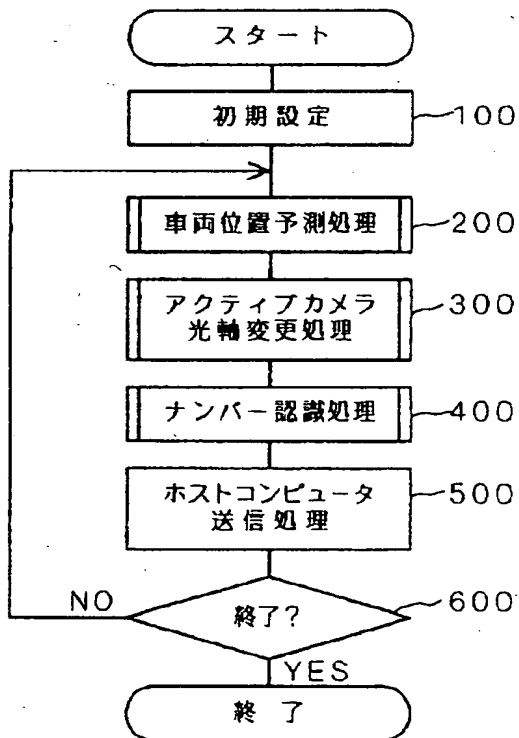 スタート
初期設定 100
車両位置予測処理 200
アクティブカメラ
光軸変更処理 300
ナンバー認識処理 400
ホストコンピュータ
送信処理 500
終了? 600
NO
YES
終了